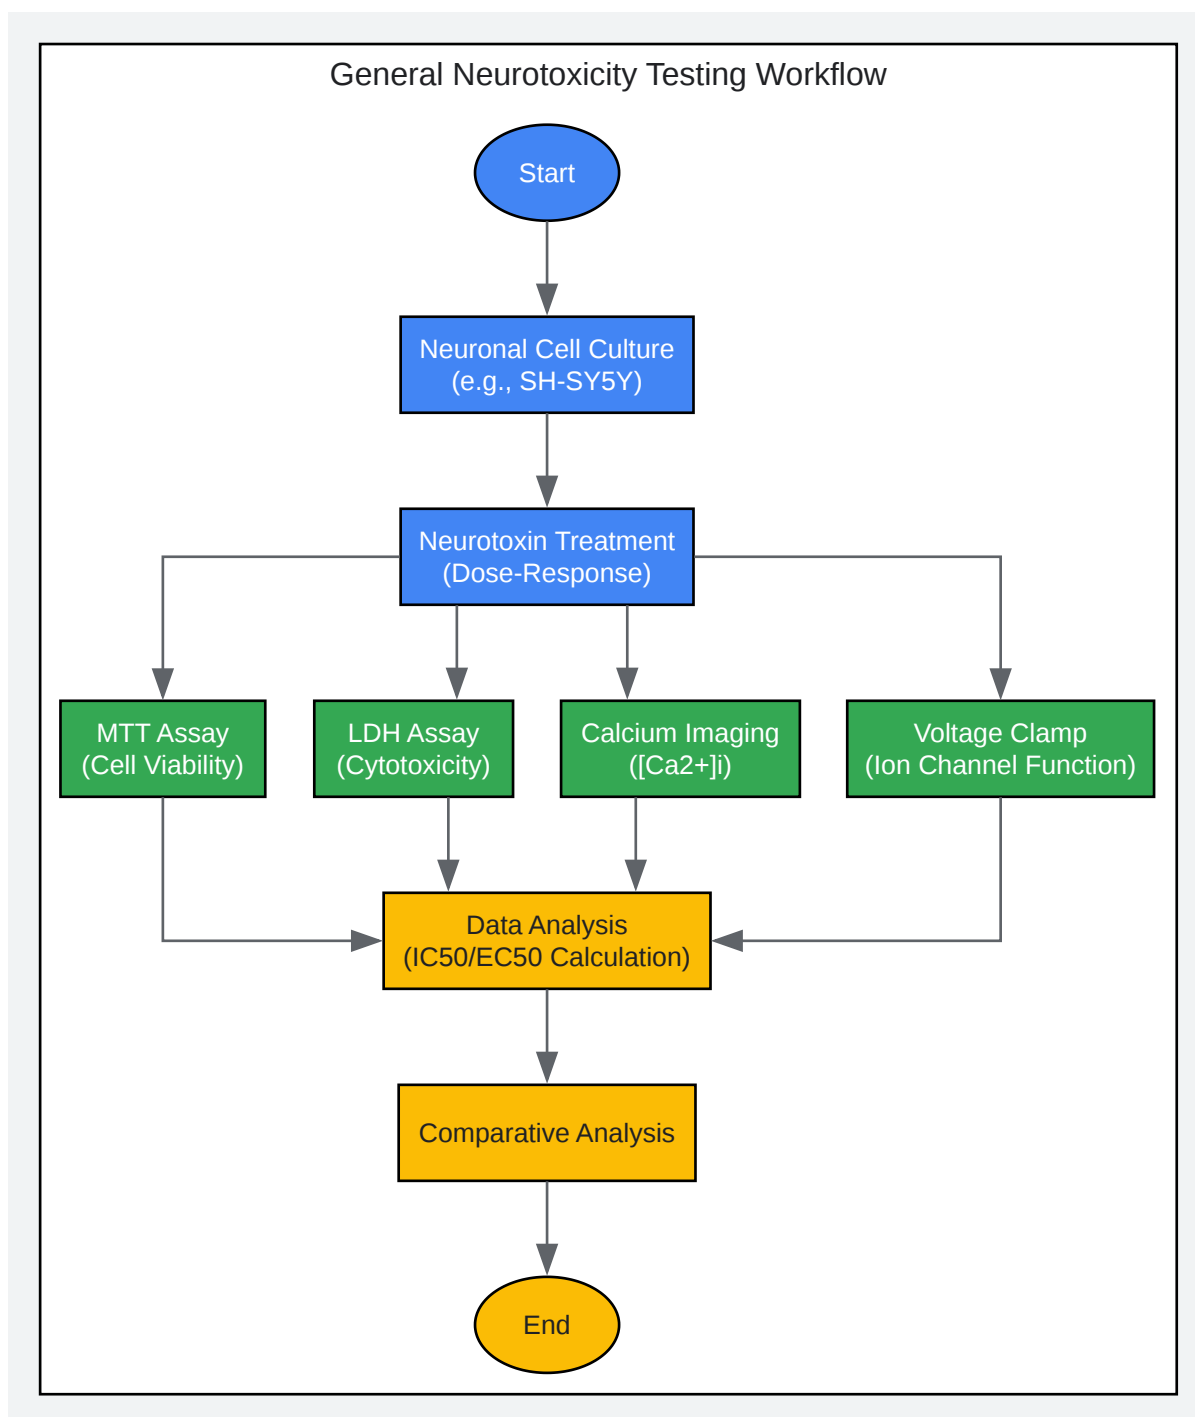 General Neurotoxicity Testing Workflow
Start
Neuronal Cell Culture
(e.g., SH-SY5Y)
Neurotoxin Treatment
(Dose-Response)
MTT Assay
(Cell Viability)
LDH Assay
(Cytotoxicity)
Calcium Imaging
([Ca2+]i)
Voltage Clamp
(Ion Channel Function)
Data Analysis
(IC50/EC50 Calculation)
Comparative Analysis
End